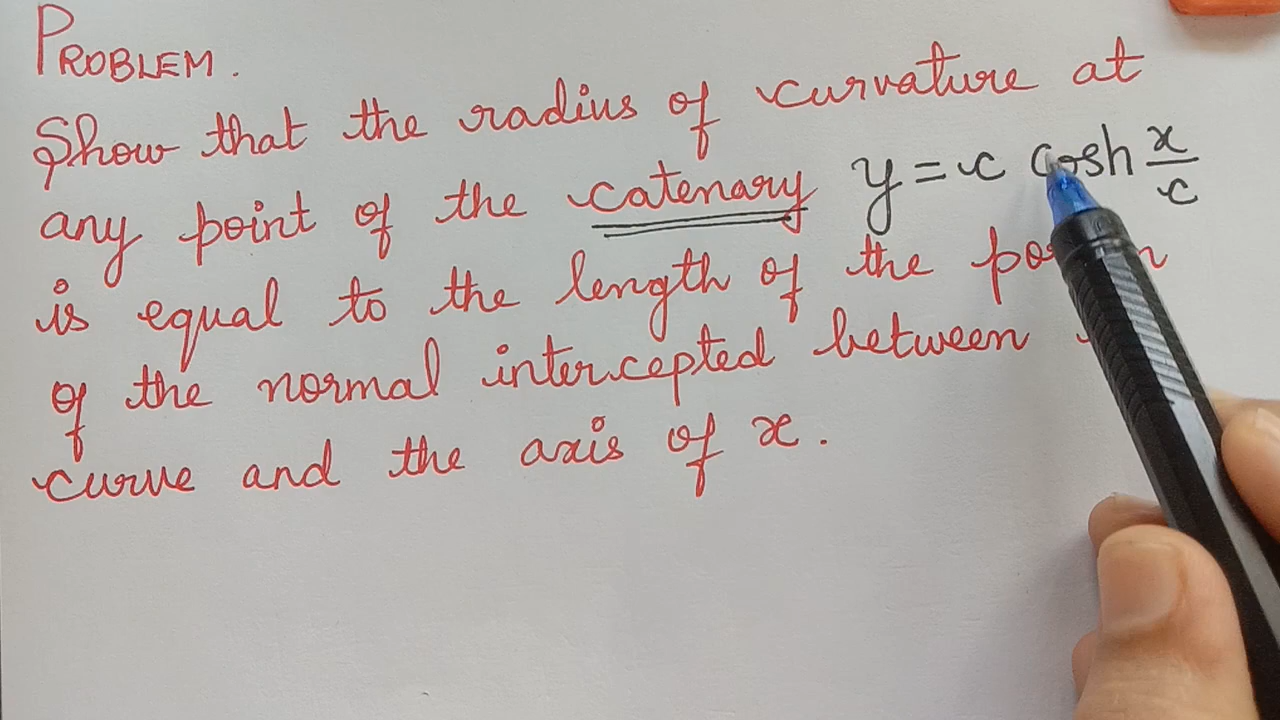 PROBLEM.
Show that the radius of curvature at
any point of the catenary y = c cosh x/c
is equal to the length of the
of the normal intercepted between
curve and the axis of x.